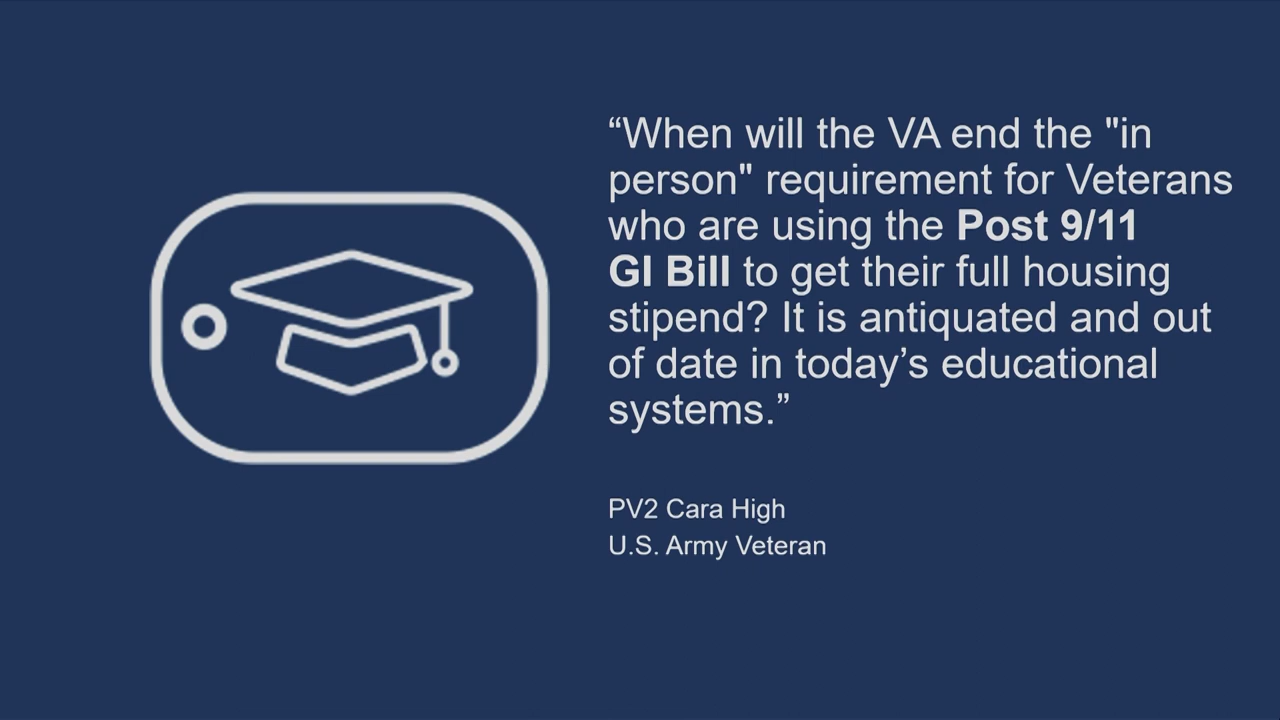 “When will the VA end the "in
person" requirement for Veterans
who are using the Post 9/11
GI Bill to get their full housing
stipend? It is antiquated and out
of date in today’s educational
systems.”
PV2 Cara High
U.S. Army Veteran